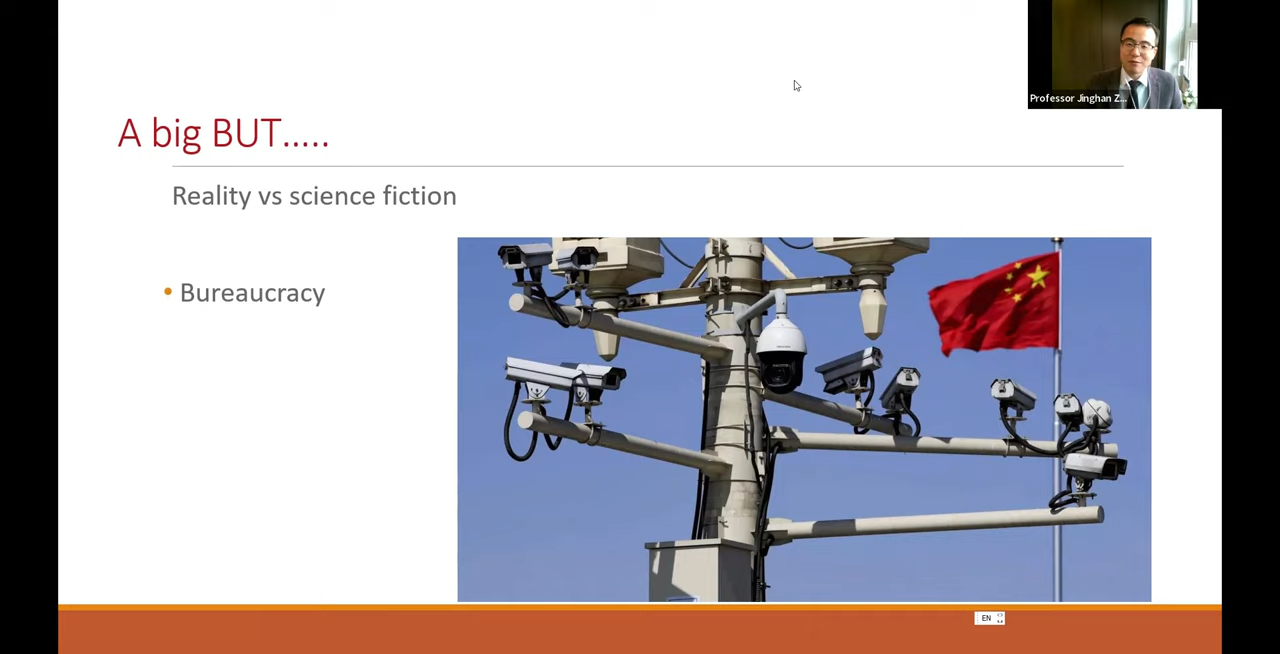 Professor Jinghan Z...
A big BUT.....
Reality vs science fiction
• Bureaucracy
EN